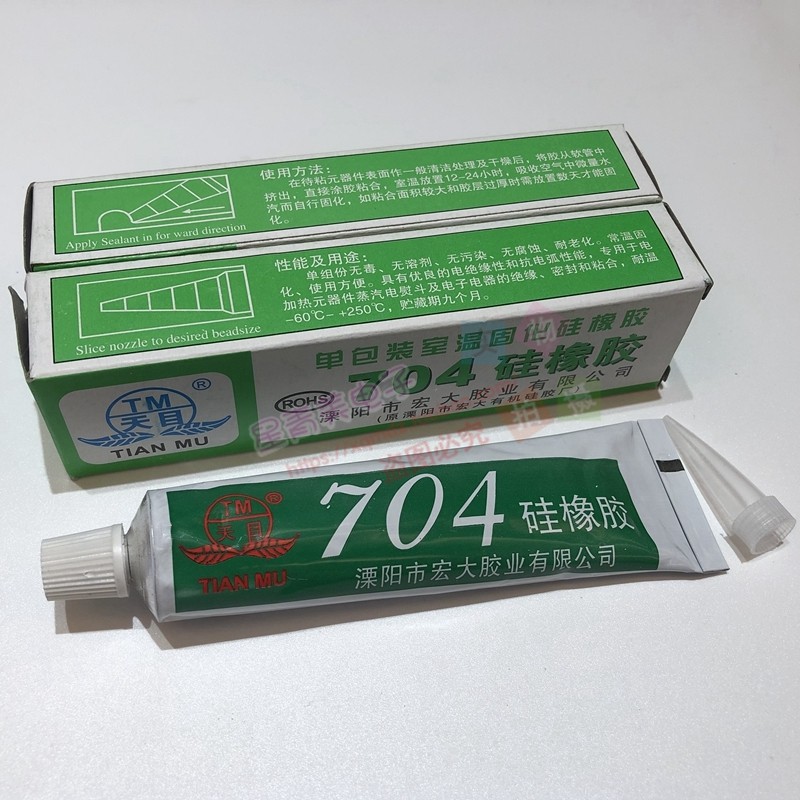 使用方法：
在待粘元器件表面作一般清洁处理及干燥后，将胶从软管中
挤出，直接涂胶粘合，室温放置12-24小时，吸收空气中微量水
汽而自行固化，如粘合面积较大和胶层过厚时需放置数天才能固
化。
Apply Sealant in for ward direction
性能及用途：
单组份无毒、无溶剂、无污染、无腐蚀、耐老化。常温固
化、使用方便。具有优良的电绝缘性和抗电弧性能，专用于电
加热元器件蒸汽电熨斗及电子电器的绝缘、密封和粘合，耐温
-60℃- +250℃，贮藏期九个月。
Slice nozzle to desired beadsize
单包装室温固化硅橡胶
704 硅橡胶
ROHS
溧阳市宏大胶业有限公司
(原溧阳市宏大有机硅胶厂)
TM
®
天目
TIAN MU
盗图必究
https://
TM
®
天目
TIAN MU
704 硅橡胶
溧阳市宏大胶业有限公司